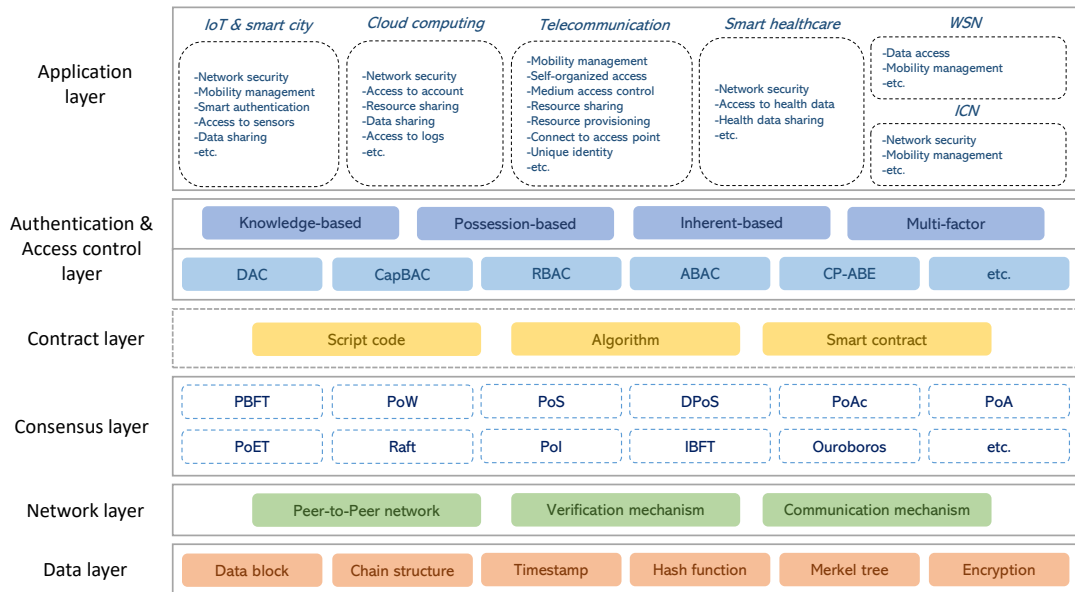 Application
layer
IoT & smart city
-Network security
-Mobility management
-Smart authentication
-Access to sensors
-Data sharing
-etc.
Cloud computing
-Network security
-Access to account
-Resource sharing
-Data sharing
-Access to logs
-etc.
Telecommunication
-Mobility management
-Self-organized access
-Medium access control
-Resource sharing
-Resource provisioning
-Connect to access point
-Unique identity
-etc.
Smart healthcare
-Network security
-Access to health data
-Health data sharing
-etc.
WSN
-Data access
-Mobility management
-etc.
ICN
-Network security
-Mobility management
-etc.
Authentication &
Access control
layer
Knowledge-based
Possession-based
Inherent-based
Multi-factor
DAC
CapBAC
RBAC
ABAC
CP-ABE
etc.
Contract layer
Script code
Algorithm
Smart contract
Consensus layer
PBFT
PoW
PoS
DPoS
PoAc
PoA
PoET
Raft
PoI
IBFT
Ouroboros
etc.
Network layer
Peer-to-Peer network
Verification mechanism
Communication mechanism
Data layer
Data block
Chain structure
Timestamp
Hash function
Merkel tree
Encryption